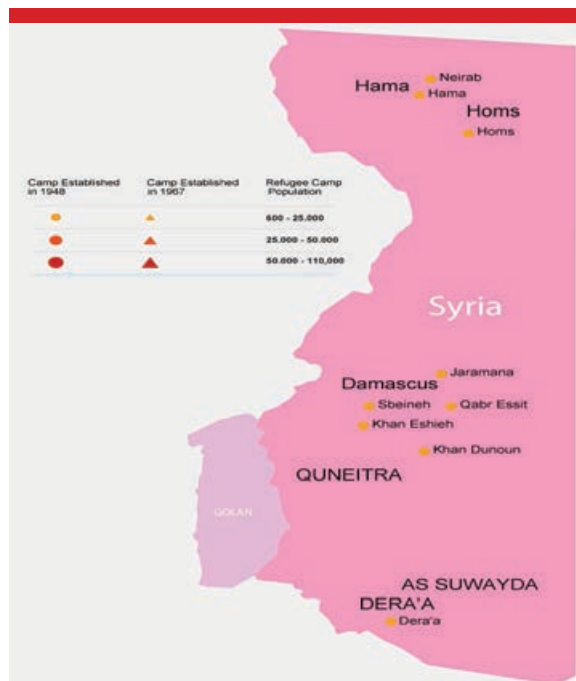 Neirab
Hama
Hama
Homs
Homs
Camp Established in 1948
Camp Established in 1967
Refugee Camp Population
600 - 25.000
25.000 - 50.000
50.000 - 110,000
Syria
Jaramana
Damascus
Sbeineh
Qabr Essit
Khan Eshieh
Khan Dunoun
QUNEITRA
GOLAN
AS SUWAYDA
DERA'A
Dera'a